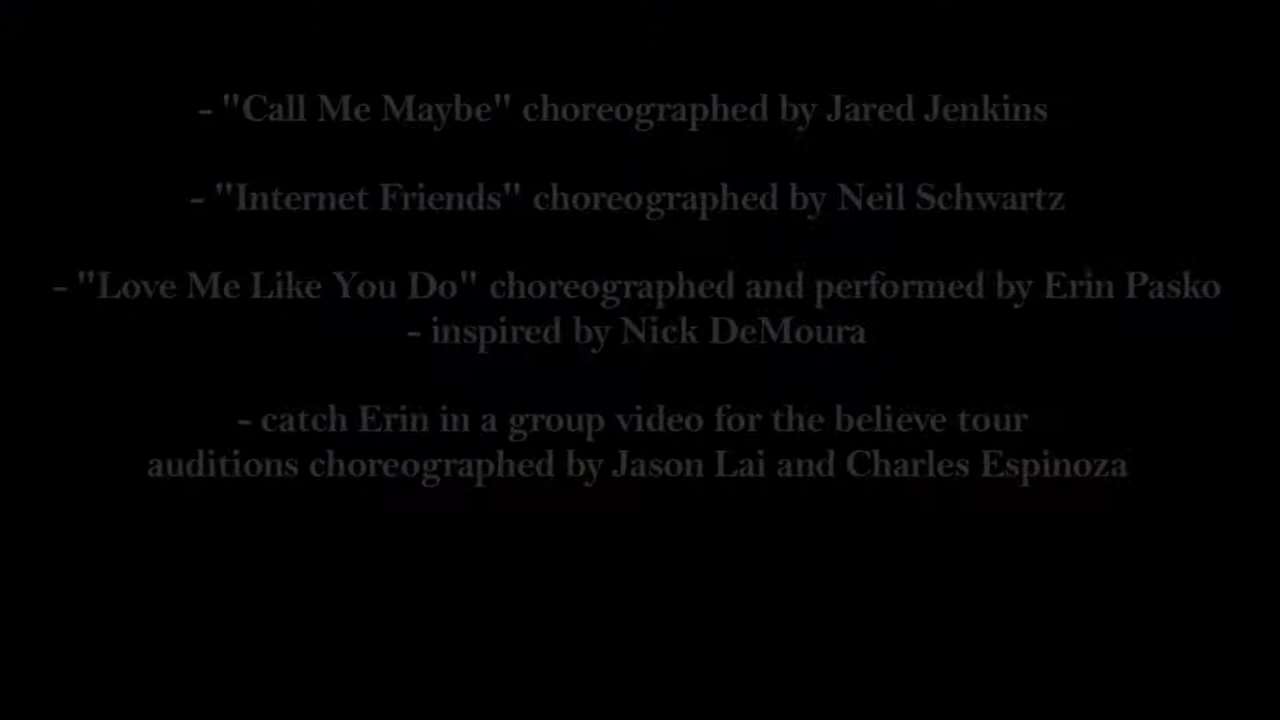 - "Call Me Maybe" choreographed by Jared Jenkins
- "Internet Friends" choreographed by Neil Schwartz
- "Love Me Like You Do" choreographed and performed by Erin Pasko
- inspired by Nick DeMoura
- catch Erin in a group video for the believe tour
auditions choreographed by Jason Lai and Charles Espinoza